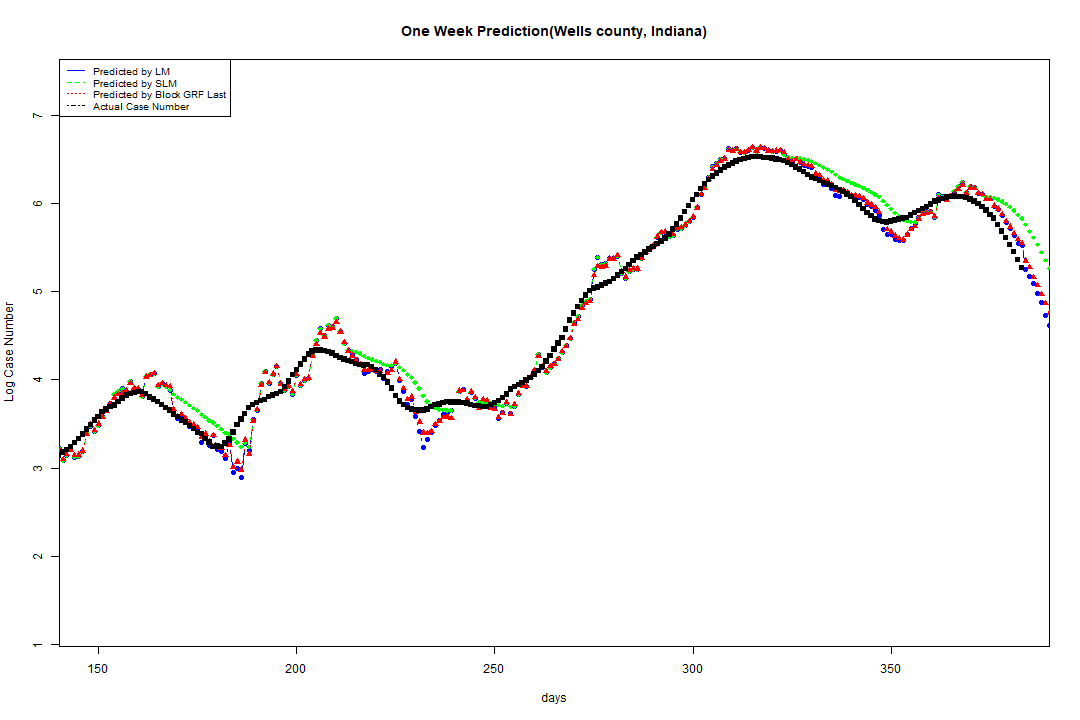 One Week Prediction(Wells county, Indiana)
Predicted by LM
Predicted by SLM
Predicted by Block GRF Last
Actual Case Number
7
6
5
4
3
2
1
Log Case Number
150 200 250 300 350
days